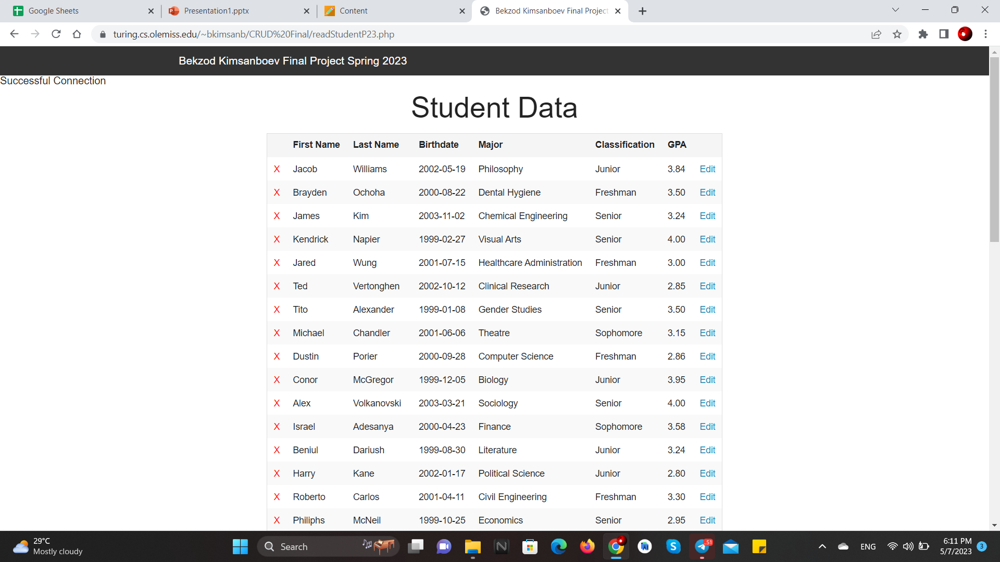 Google Sheets
Presentation1.pptx
Content
Bekzod Kimsanboev Final Project
turing.cs.olemiss.edu/~bkimsanb/CRUD%20Final/readStudentP23.php
Bekzod Kimsanboev Final Project Spring 2023
Successful Connection
Student Data
First Name Last Name Birthdate Major Classification GPA
X Jacob Williams 2002-05-19 Philosophy Junior 3.84 Edit
X Brayden Ochoha 2000-08-22 Dental Hygiene Freshman 3.50 Edit
X James Kim 2003-11-02 Chemical Engineering Senior 3.24 Edit
X Kendrick Napier 1999-02-27 Visual Arts Senior 4.00 Edit
X Jared Wung 2001-07-15 Healthcare Administration Freshman 3.00 Edit
X Ted Vertonghen 2002-10-12 Clinical Research Junior 2.85 Edit
X Tito Alexander 1999-01-08 Gender Studies Senior 3.50 Edit
X Michael Chandler 2001-06-06 Theatre Sophomore 3.15 Edit
X Dustin Porier 2000-09-28 Computer Science Freshman 2.86 Edit
X Conor McGregor 1999-12-05 Biology Junior 3.95 Edit
X Alex Volkanovski 2003-03-21 Sociology Senior 4.00 Edit
X Israel Adesanya 2000-04-23 Finance Sophomore 3.58 Edit
X Beniul Dariush 1999-08-30 Literature Junior 3.24 Edit
X Harry Kane 2002-01-17 Political Science Junior 2.80 Edit
X Roberto Carlos 2001-04-11 Civil Engineering Freshman 3.30 Edit
X Philiphs McNeil 1999-10-25 Economics Senior 2.95 Edit
29°C
Mostly cloudy
Search
51
ENG
6:11 PM
5/7/2023
3